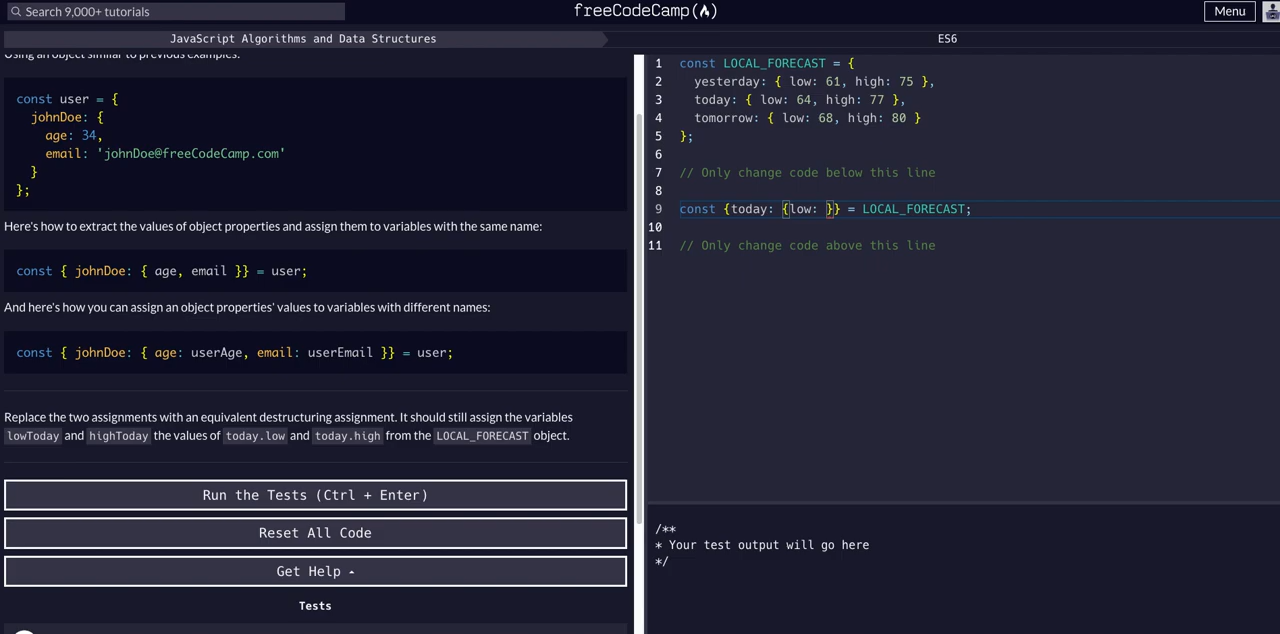 Search 9,000+ tutorials
freeCodeCamp
Menu
JavaScript Algorithms and Data Structures
ES6
Using an object similar to previous examples:
const user = {
johnDoe: {
age: 34,
email: 'johnDoe@freeCodeCamp.com'
}
};
Here's how to extract the values of object properties and assign them to variables with the same name:
const { johnDoe: { age, email }} = user;
And here's how you can assign an object properties' values to variables with different names:
const { johnDoe: { age: userAge, email: userEmail }} = user;
Replace the two assignments with an equivalent destructuring assignment. It should still assign the variables
lowToday and highToday the values of today.low and today.high from the LOCAL_FORECAST object.
Run the Tests (Ctrl + Enter)
Reset All Code
Get Help
Tests
1 const LOCAL_FORECAST = {
2 yesterday: { low: 61, high: 75 },
3 today: { low: 64, high: 77 },
4 tomorrow: { low: 68, high: 80 }
5 };
6
7 // Only change code below this line
8
9 const {today: {low: }} = LOCAL_FORECAST;
10
11 // Only change code above this line
/**
* Your test output will go here
*/